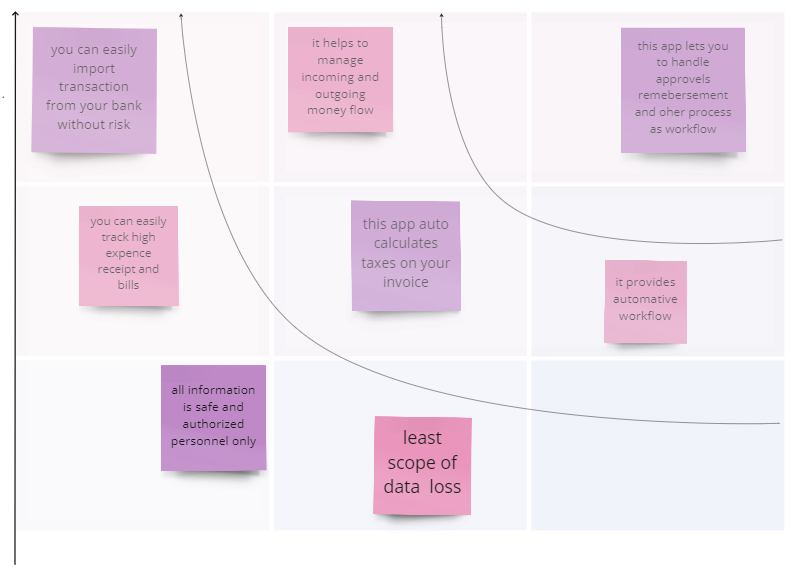 you can easily
import
transaction
from your bank
without risk
it helps to
manage
incoming and
outgoing
money flow
this app lets you
to handle
approvels
remebersement
and oher process
as workflow
you can easily
track high
expence
receipt and
bills
this app auto
calculates
taxes on your
invoice
it provides
automative
workflow
all information
is safe and
authorized
personnel only
least
scope of
data loss